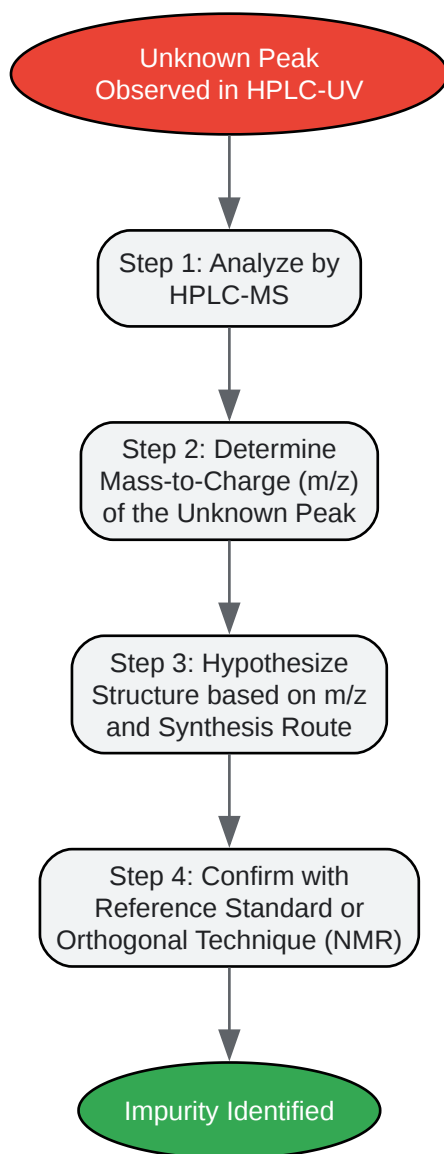 Unknown Peak
Observed in HPLC-UV
Step 1: Analyze by
HPLC-MS
Step 2: Determine
Mass-to-Charge (m/z)
of the Unknown Peak
Step 3: Hypothesize
Structure based on m/z
and Synthesis Route
Step 4: Confirm with
Reference Standard or
Orthogonal Technique (NMR)
Impurity Identified